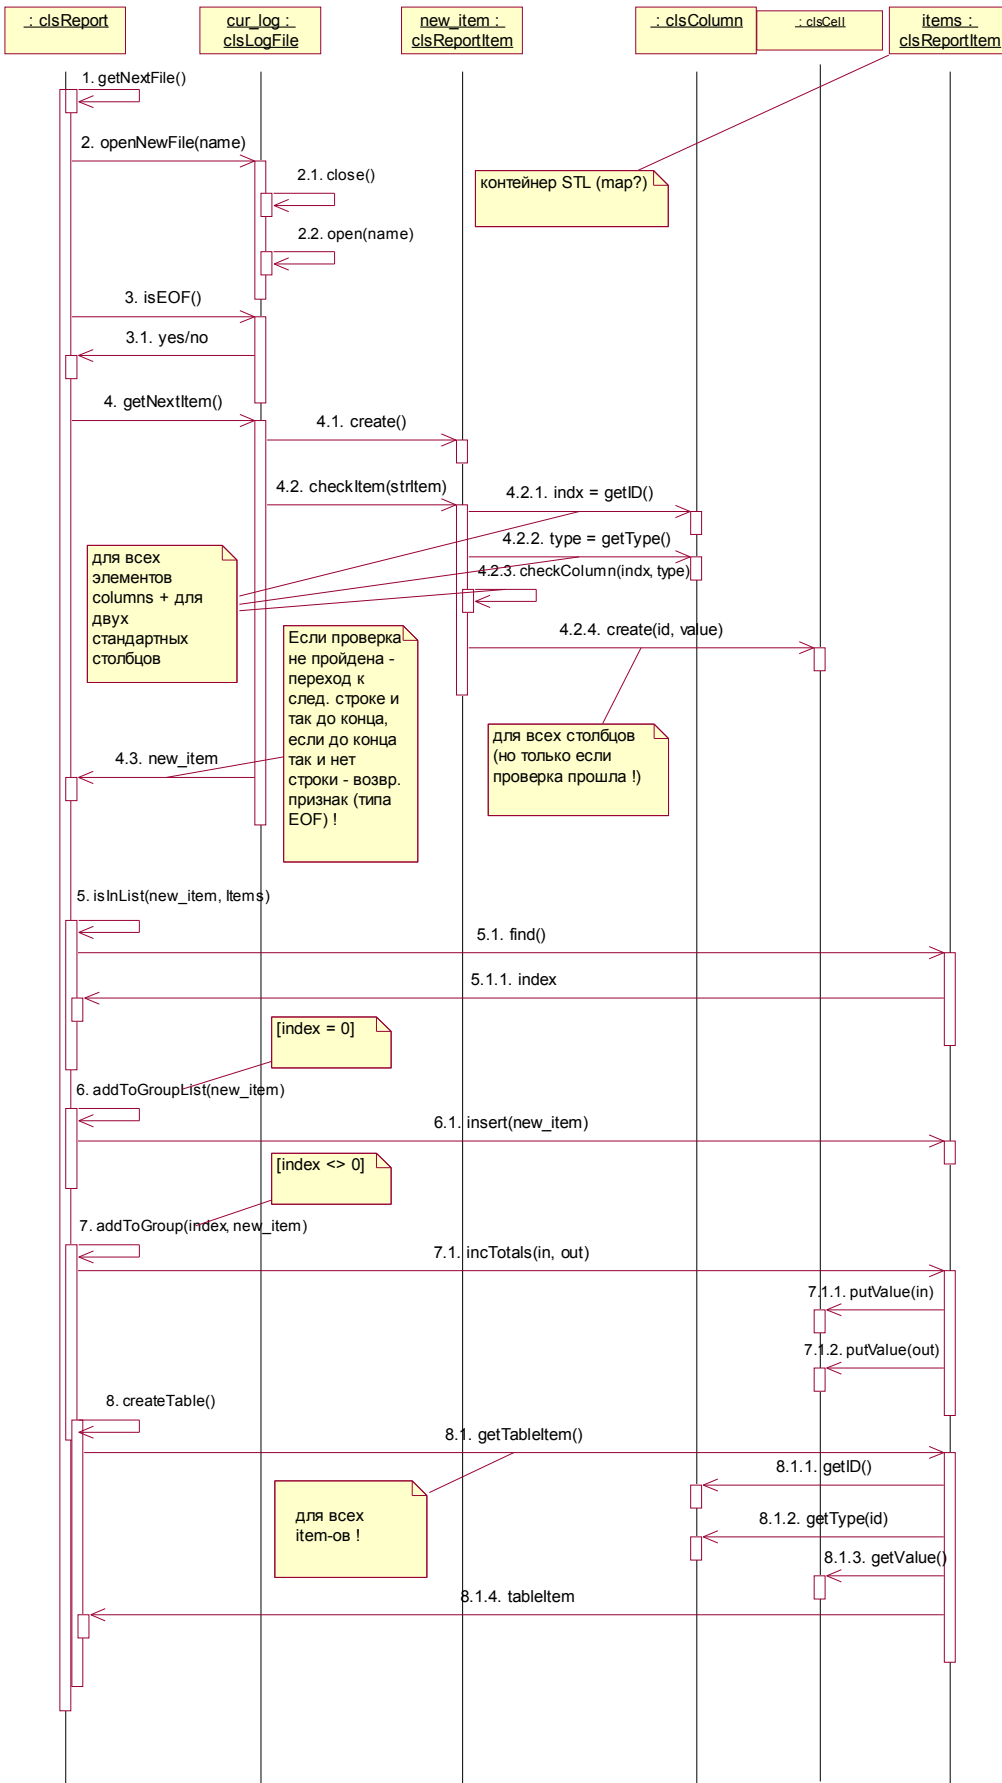 : clsReport
cur_log :
clsLogFile
new_item :
clsReportItem
: clsColumn
: clsCell
items :
clsReportItem
1. getNextFile()
2. openNewFile(name)
2.1. close()
контейнер STL (map?)
2.2. open(name)
3. isEOF()
3.1. yes/no
4. getNextItem()
4.1. create()
4.2. checkItem(strItem)
4.2.1. indx = getID()
4.2.2. type = getType()
4.2.3. checkColumn(indx, type)
для всех
элементов
columns + для
двух
стандартных
столбцов
4.2.4. create(id, value)
Если проверка
не пройдена -
переход к
след. строке и
так до конца,
если до конца
так и нет
строки - возвр.
признак (типа
EOF) !
для всех столбцов
(но только если
проверка прошла !)
4.3. new_item
5. isInList(new_item, Items)
5.1. find()
5.1.1. index
[index = 0]
6. addToGroupList(new_item)
6.1. insert(new_item)
[index <> 0]
7. addToGroup(index, new_item)
7.1. incTotals(in, out)
7.1.1. putValue(in)
7.1.2. putValue(out)
8. createTable()
8.1. getTableItem()
8.1.1. getID()
для всех
item-ов !
8.1.2. getType(id)
8.1.3. getValue()
8.1.4. tableItem